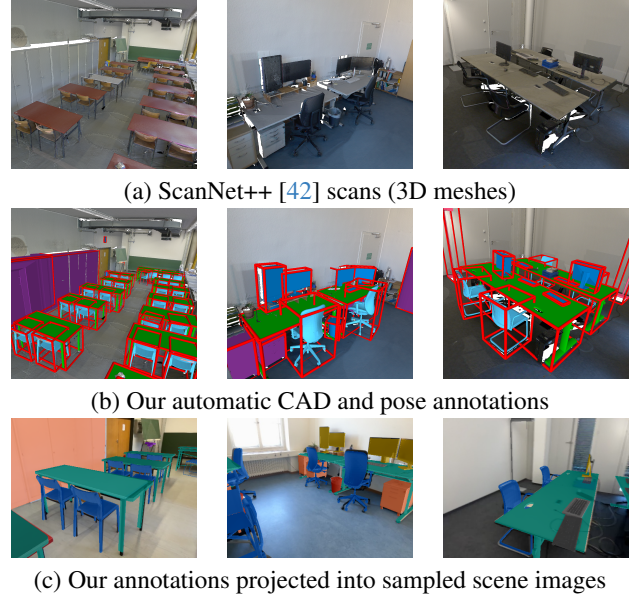 (a) ScanNet++ [42] scans (3D meshes)
(b) Our automatic CAD and pose annotations
(c) Our annotations projected into sampled scene images